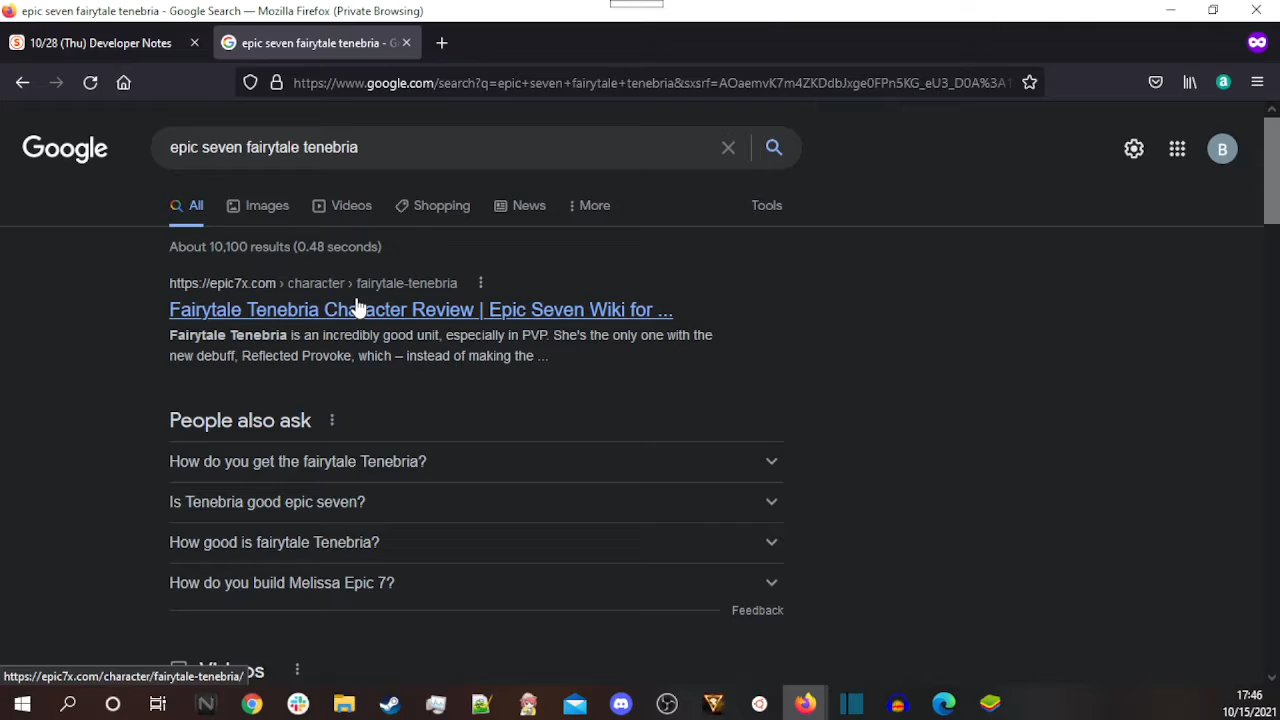 epic seven fairytale tenebria - Google Search — Mozilla Firefox (Private Browsing)
10/28 (Thu) Developer Notes
epic seven fairytale tenebria - G
https://www.google.com/search?q=epic+seven+fairytale+tenebria&sxsrf=AOaemvK7m4ZKDdbJxge0FPn5KG_eU3_D0A%3A1
Google
epic seven fairytale tenebria
B
All
Images
Videos
Shopping
News
More
Tools
About 10,100 results (0.48 seconds)
https://epic7x.com › character › fairytale-tenebria
Fairytale Tenebria Character Review | Epic Seven Wiki for ...
Fairytale Tenebria is an incredibly good unit, especially in PVP. She's the only one with the
new debuff, Reflected Provoke, which – instead of making the ...
People also ask
How do you get the fairytale Tenebria?
Is Tenebria good epic seven?
How good is fairytale Tenebria?
How do you build Melissa Epic 7?
Feedback
Videos
https://epic7x.com/character/fairytale-tenebria/
17:46
10/15/2021